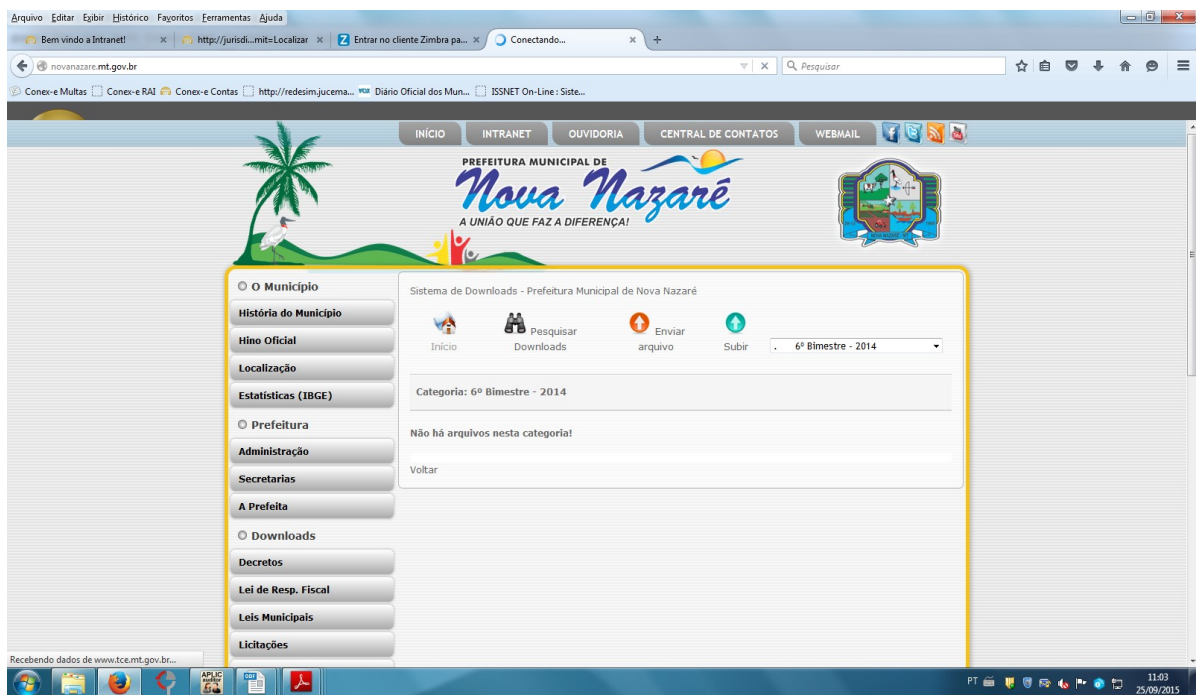 Arquivo Editar Exibir Histórico Favoritos Ferramentas Ajuda
Bem vindo a Intranet! http://jurisdi...mit=Localizar Entrar no cliente Zimbra pa... Conectando...
novanazare.mt.gov.br Pesquisar
Conex-e Multas Conex-e RAI Conex-e Contas http://redesim.jucema... VOX Diário Oficial dos Mun... ISSNET On-Line : Siste...
INÍCIO INTRANET OUVIDORIA CENTRAL DE CONTATOS WEBMAIL
PREFEITURA MUNICIPAL DE
Nova Nazaré
A UNIÃO QUE FAZ A DIFERENÇA!
O Município
História do Município
Hino Oficial
Localização
Estatísticas (IBGE)
Prefeitura
Administração
Secretarias
A Prefeita
Downloads
Decretos
Lei de Resp. Fiscal
Leis Municipais
Licitações
Sistema de Downloads - Prefeitura Municipal de Nova Nazaré
Início
Pesquisar
Downloads
Enviar
arquivo
Subir
. 6º Bimestre - 2014
Categoria: 6º Bimestre - 2014
Não há arquivos nesta categoria!
Voltar
Recebendo dados de www.tce.mt.gov.br...
APLIC
auditor
ODF
PT
11:03
25/09/2015